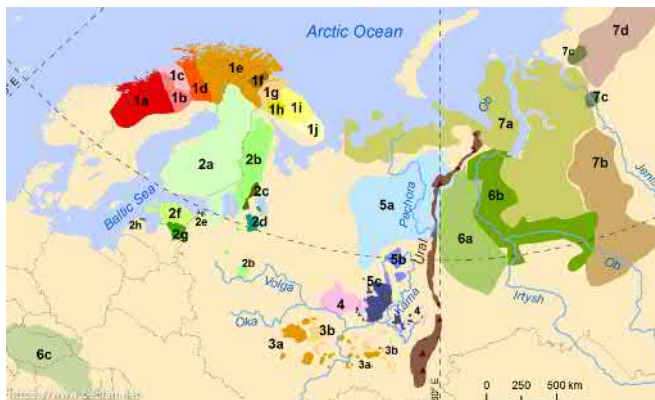 Arctic Ocean
7d
7c
1e
1c
1f
1d
1g
1a
1b
1h
1i
1j
Ob
7a
7c
2a
2b
7b
Jenis
Baltic Sea
2c
5a
Pechora
6b
2f
2e
2d
2h
2g
6a
Ural
2b
5b
Ob
Volga
5c
Irtysh
4
Kama
4
Oka
3b
3a
3b
3a
6c
0 250 500 km
60° E